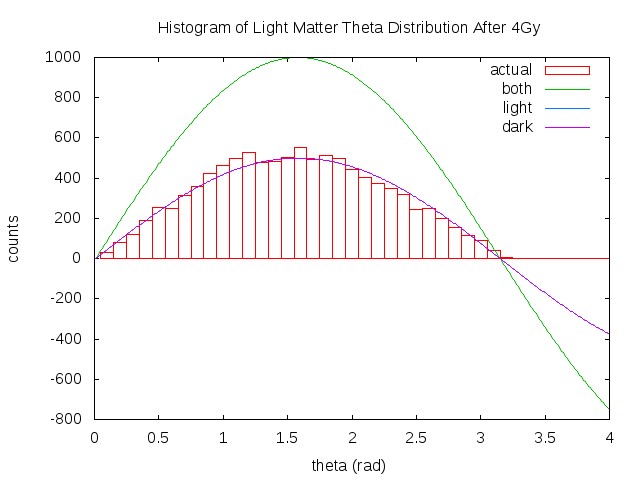 Histogram of Light Matter Theta Distribution After 4Gy
actual
both
light
dark
1000
800
600
400
200
0
-200
-400
-600
-800
counts
0 0.5 1 1.5 2 2.5 3 3.5 4
theta (rad)